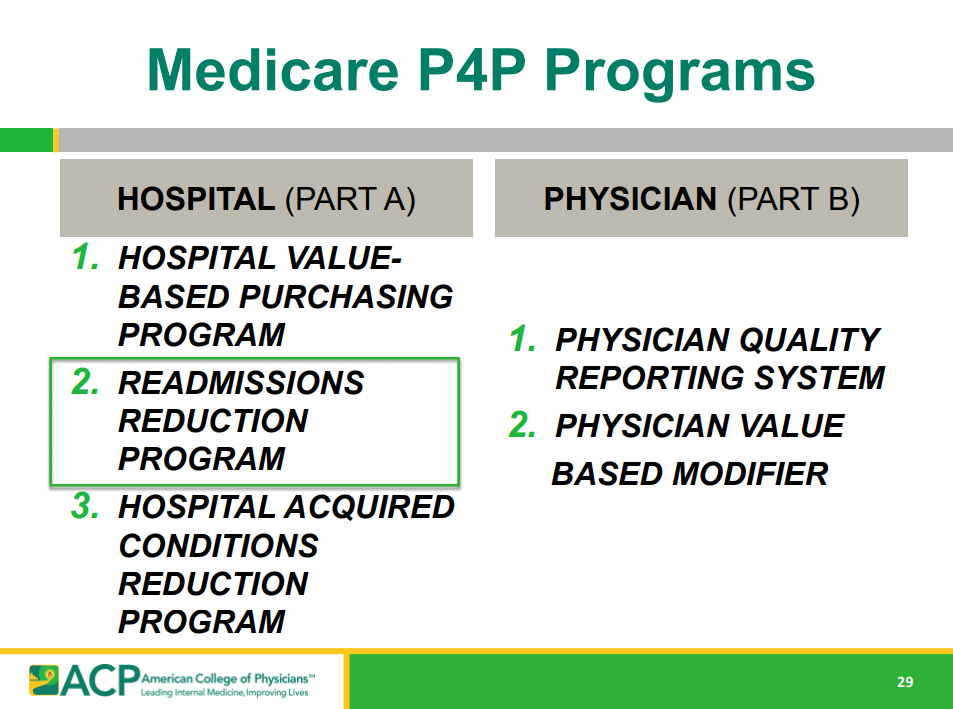 Medicare P4P Programs
HOSPITAL (PART A)
1. HOSPITAL VALUE-
BASED PURCHASING
PROGRAM
2. READMISSIONS
REDUCTION
PROGRAM
3. HOSPITAL ACQUIRED
CONDITIONS
REDUCTION
PROGRAM
PHYSICIAN (PART B)
1. PHYSICIAN QUALITY
REPORTING SYSTEM
2. PHYSICIAN VALUE
BASED MODIFIER
ACP American College of Physicians℠
Leading Internal Medicine, Improving Lives
29